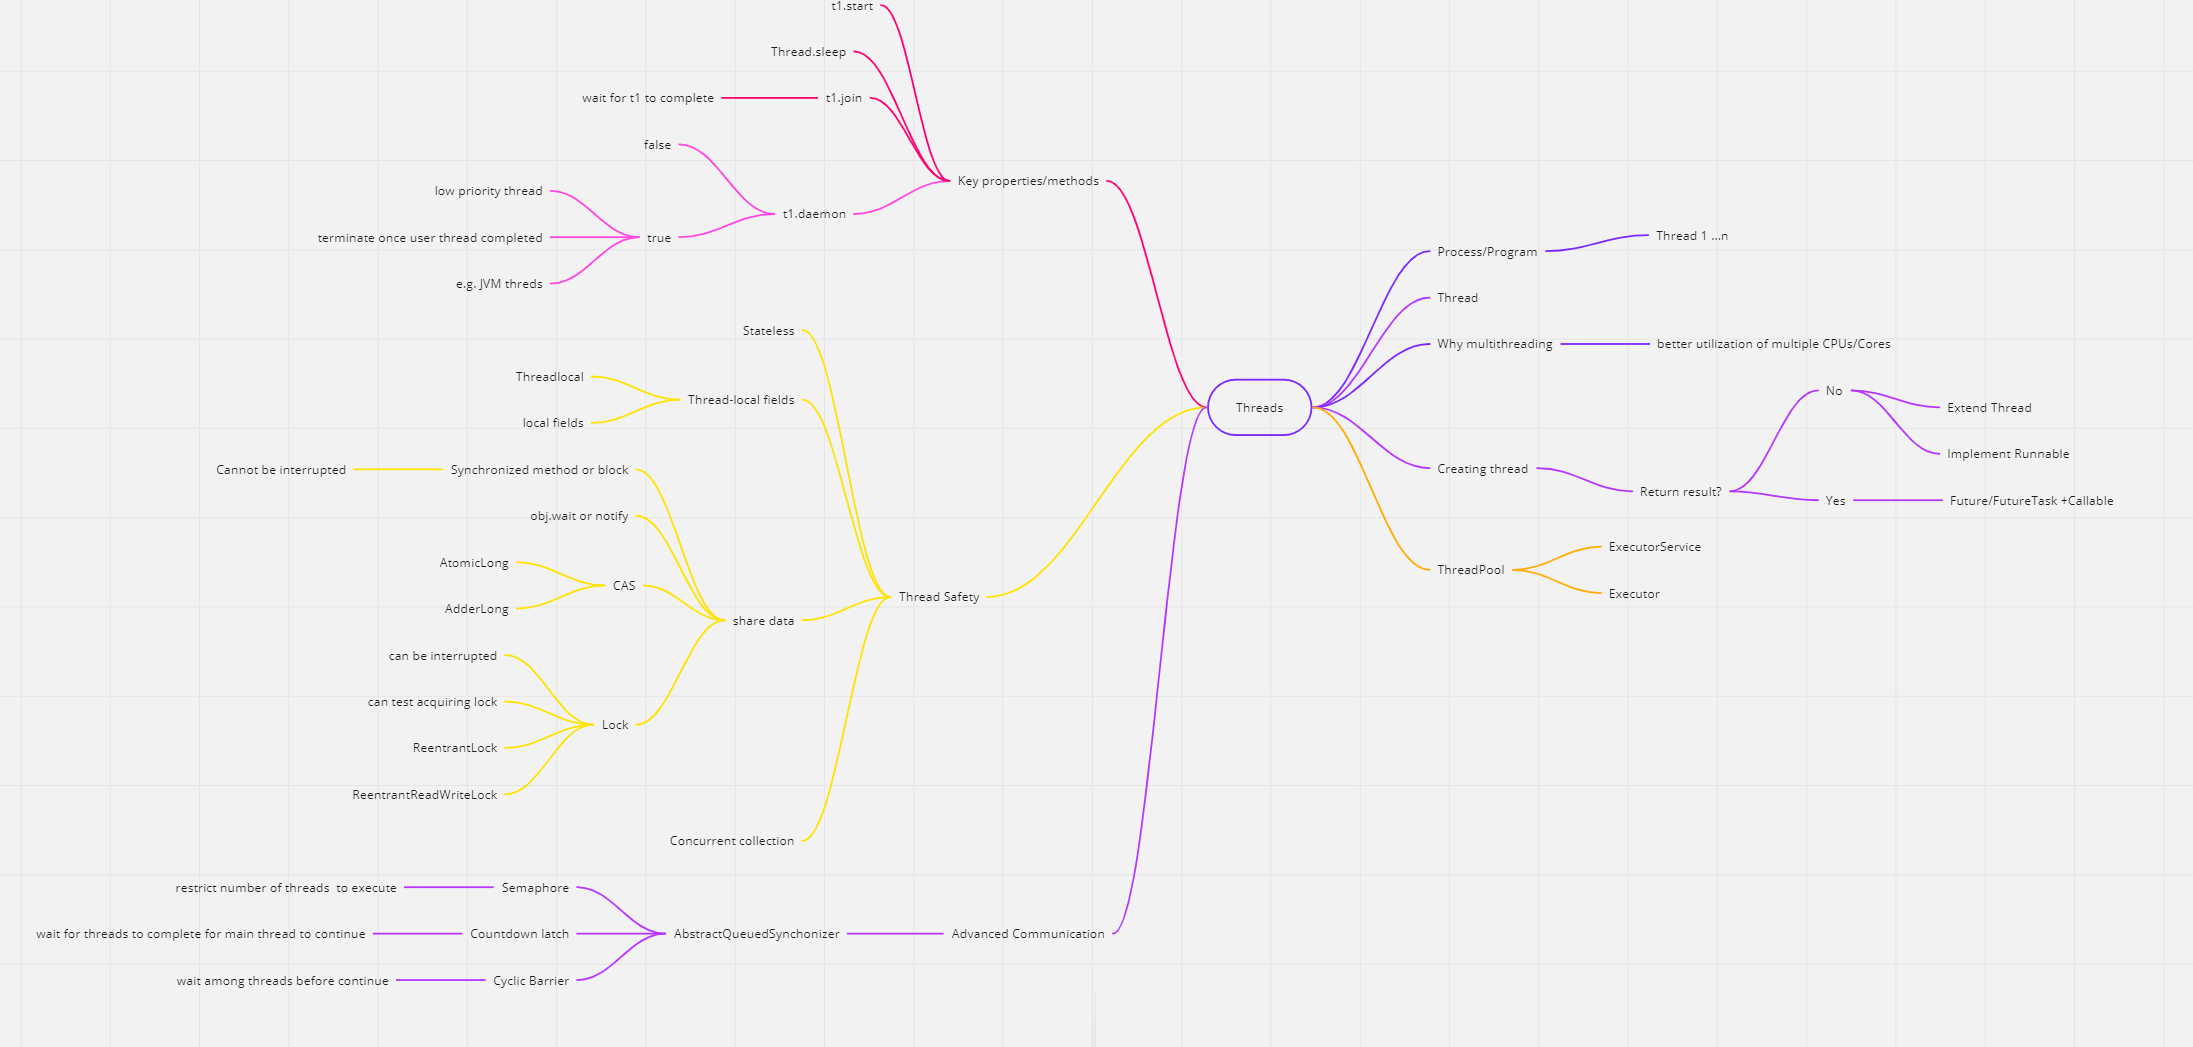 t1.start
Thread.sleep
wait for t1 to complete
t1.join
false
low priority thread
terminate once user thread completed
e.g. JVM threds
true
t1.daemon
Key properties/methods
Stateless
Threadlocal
local fields
Thread-local fields
Cannot be interrupted
Synchronized method or block
obj.wait or notify
AtomicLong
AdderLong
CAS
can be interrupted
can test acquiring lock
ReentrantLock
ReentrantReadWriteLock
Lock
share data
Concurrent collection
Thread Safety
restrict number of threads  to execute
Semaphore
wait for threads to complete for main thread to continue
Countdown latch
wait among threads before continue
Cyclic Barrier
AbstractQueuedSynchonizer
Advanced Communication
Threads
Process/Program
Thread 1 ...n
Thread
Why multithreading
better utilization of multiple CPUs/Cores
Creating thread
Return result?
No
Extend Thread
Implement Runnable
Yes
Future/FutureTask +Callable
ThreadPool
ExecutorService
Executor